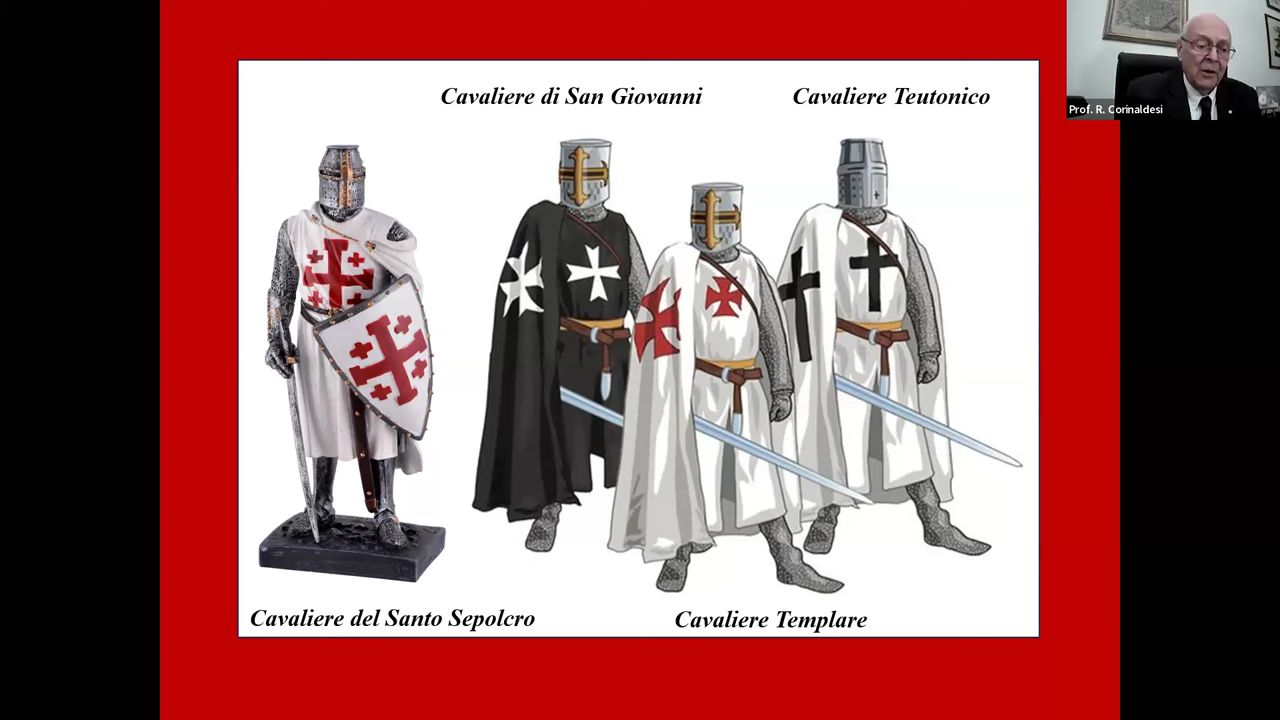 Cavaliere di San Giovanni
Cavaliere Teutonico
Prof. R. Corinaldesi
Cavaliere del Santo Sepolcro
Cavaliere Templare